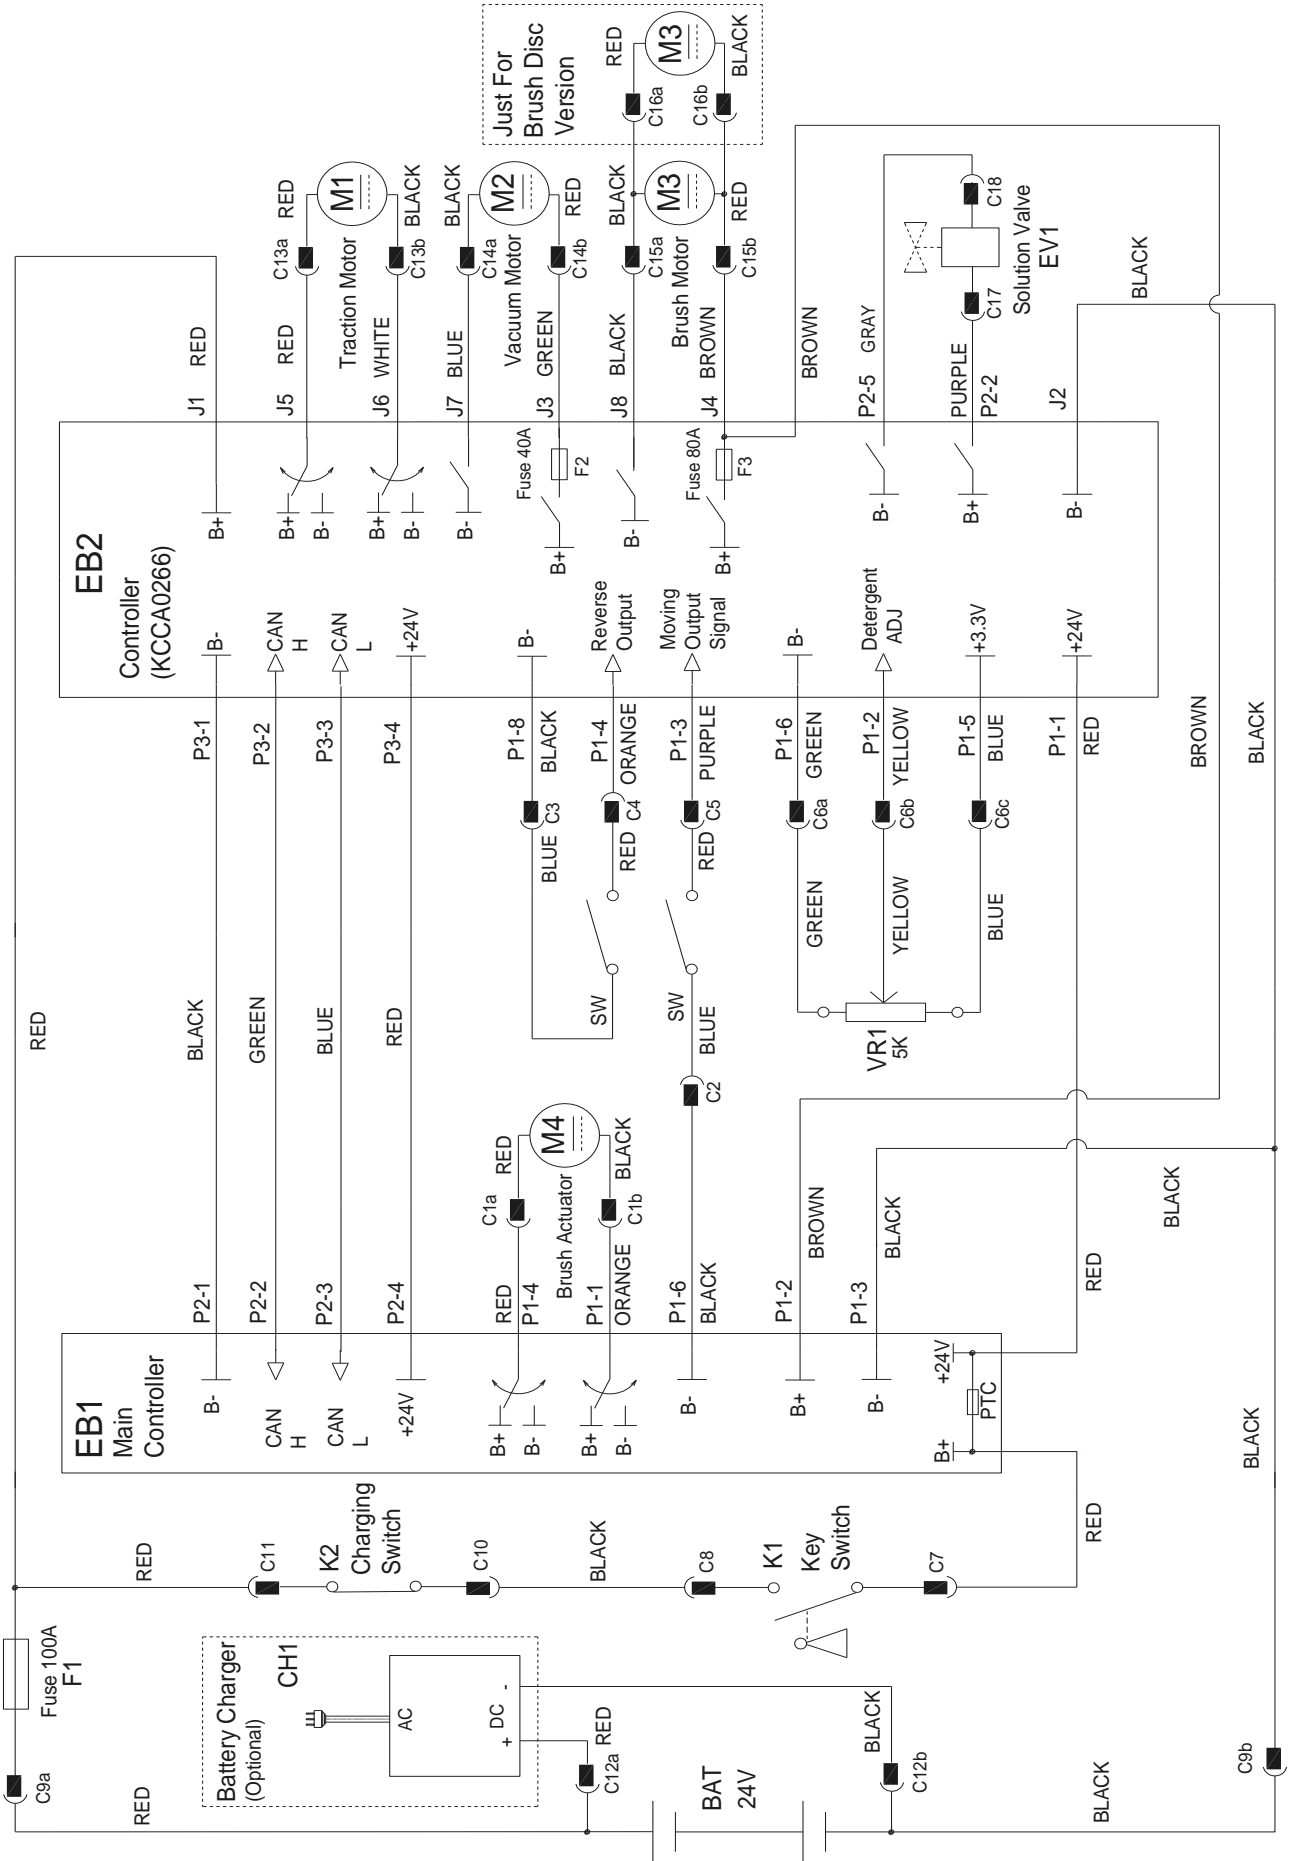 Just For
Brush Disc
Version
RED
M3
BLACK
C16a
C16b
RED
M1
BLACK
C13a
C13b
Traction Motor
BLACK
M2
RED
C14a
C14b
Vacuum Motor
BLACK
M3
RED
C15a
C15b
Brush Motor
C18
Solution Valve
EV1
C17
J1
RED
J5
RED
J6
WHITE
J7
BLUE
J3
GREEN
J8
BLACK
J4
BROWN
BROWN
P2-5
GRAY
PURPLE
P2-2
J2
BLACK
EB2
Controller
(KCCA0266)
B+
B+
B-
B+
B-
B-
Fuse 40A
F2
B+
B-
Fuse 80A
F3
B+
B-
B+
B-
B-
CAN
H
CAN
L
+24V
B-
Reverse
Output
Moving
Output
Signal
B-
Detergent
ADJ
+3.3V
+24V
P3-1
P3-2
P3-3
P3-4
P1-8
BLACK
P1-4
ORANGE
P1-3
PURPLE
P1-6
GREEN
P1-2
YELLOW
P1-5
BLUE
P1-1
RED
BROWN
BLACK
C3
C4
C5
C6a
C6b
C6c
BLUE
RED
RED
GREEN
YELLOW
BLUE
RED
BLACK
GREEN
BLUE
RED
SW
SW
BLUE
VR1
5K
C2
RED
M4
BLACK
C1a
C1b
Brush Actuator
P2-1
P2-2
P2-3
P2-4
RED
P1-4
P1-1
ORANGE
P1-6
BLACK
P1-2
BROWN
P1-3
BLACK
RED
BLACK
EB1
Main
Controller
B-
CAN
H
CAN
L
+24V
B+
B-
B+
B-
B-
B+
B-
+24V
PTC
B+
RED
C11
K2
Charging
Switch
C10
BLACK
C8
K1
Key
Switch
C7
RED
BLACK
Fuse 100A
F1
Battery Charger
(Optional)
CH1
AC
DC
+
-
RED
BLACK
C9a
C12a
C12b
C9b
RED
BAT
24V
BLACK